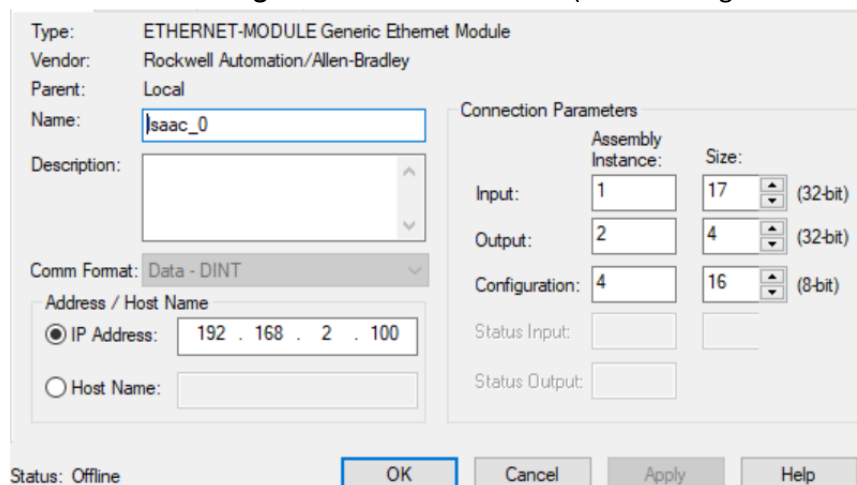 Type: ETHERNET-MODULE Generic Ethernet Module
Vendor: Rockwell Automation/Allen-Bradley
Parent: Local
Name: Isaac_0
Description:
Comm Format: Data - DINT
Address / Host Name
IP Address: 192 . 168 . 2 . 100
Host Name:
Connection Parameters
Assembly
Instance: Size:
Input: 1 17 (32-bit)
Output: 2 4 (32-bit)
Configuration: 4 16 (8-bit)
Status Input:
Status Output:
Status: Offline OK Cancel Apply Help